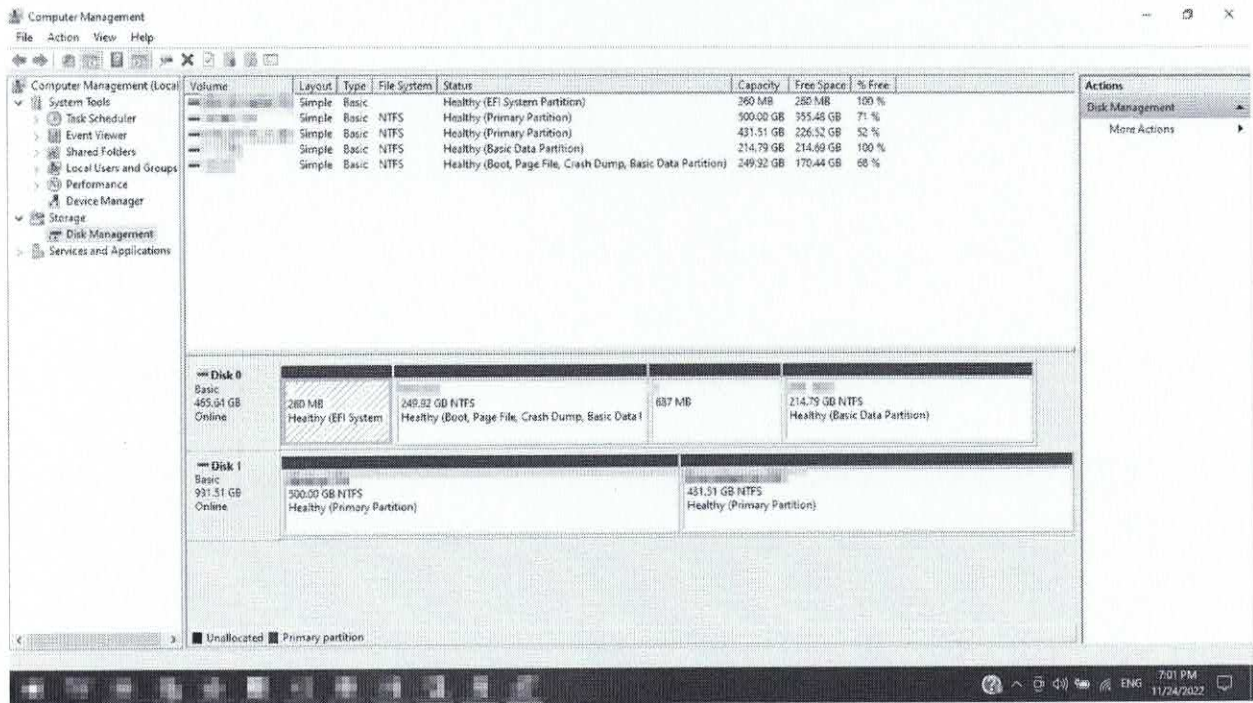 Computer Management
File Action View Help
Computer Management (Local
System Tools
Task Scheduler
Event Viewer
Shared Folders
Local Users and Groups
Performance
Device Manager
Storage
Disk Management
Services and Applications
Volume Layout Type File System Status Capacity Free Space % Free
Simple Basic Healthy (EFI System Partition) 260 MB 260 MB 100 %
Simple Basic NTFS Healthy (Primary Partition) 500.00 GB 355.46 GB 71 %
Simple Basic NTFS Healthy (Primary Partition) 431.51 GB 226.52 GB 52 %
Simple Basic NTFS Healthy (Basic Data Partition) 214.79 GB 214.69 GB 100 %
Simple Basic NTFS Healthy (Boot, Page File, Crash Dump, Basic Data Partition) 249.92 GB 170.44 GB 68 %
Actions
Disk Management
More Actions
Disk 0
Basic
465.64 GB
Online
260 MB
Healthy (EFI System
249.92 GB NTFS
Healthy (Boot, Page File, Crash Dump, Basic Data
687 MB
214.79 GB NTFS
Healthy (Basic Data Partition)
Disk 1
Basic
931.51 GB
Online
500.00 GB NTFS
Healthy (Primary Partition)
431.51 GB NTFS
Healthy (Primary Partition)
Unallocated Primary partition
ENG
7:01 PM
11/24/2022